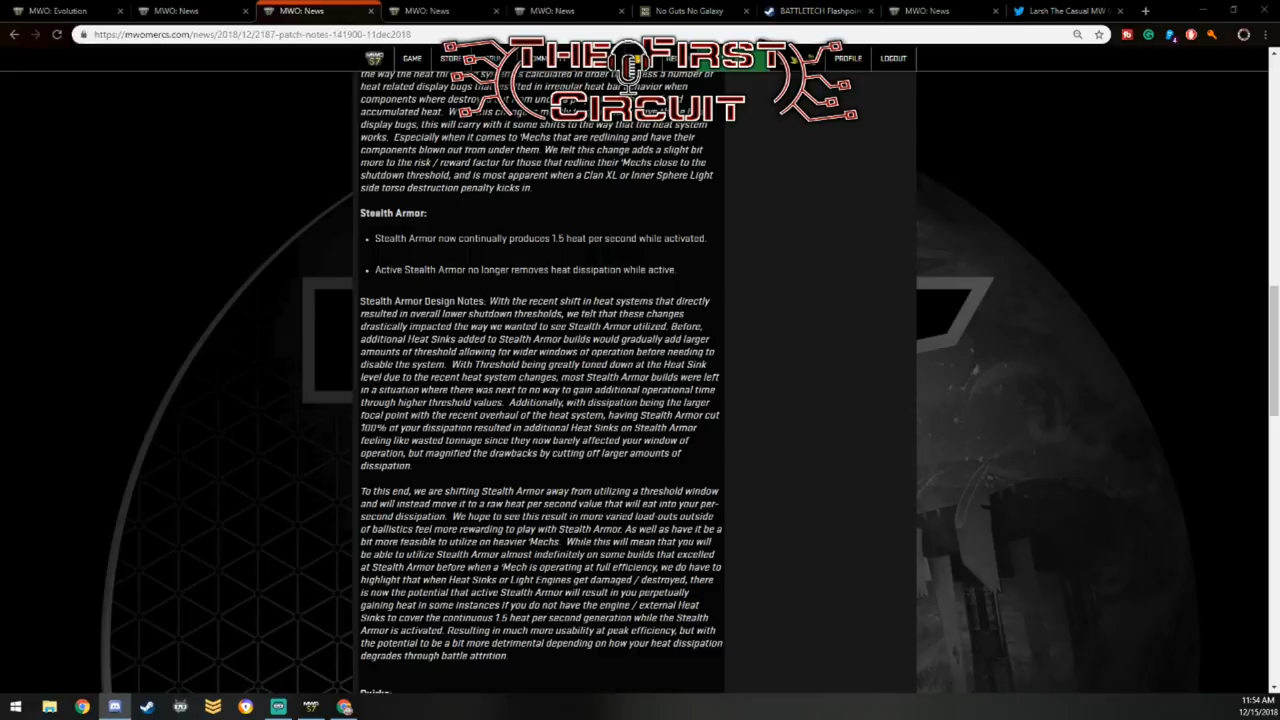 MWO: Evolution
MWO: News
MWO: News
MWO: News
MWO: News
No Guts No Galaxy
BATTLETECH Flashpoint
MWO: News
Larsh The Casual MW
https://mwomercs.com/news/2018/12/2187-patch-notes-141900-11dec2018
GAME
PROFILE
LOGOUT
THE FIRST
CIRCUIT
heat related display bugs that
components where destroyed
accumulated heat.
display bugs, this will carry with it some shifts to the way that the heat system
works. Especially when it comes to 'Mechs that are redlining and have their
components blown out from under them. We felt this change adds a slight bit
more to the risk / reward factor for those that redline their 'Mechs close to the
shutdown threshold, and is most apparent when a Clan XL or Inner Sphere Light
side torso destruction penalty kicks in.
Stealth Armor:
• Stealth Armor now continually produces 1.5 heat per second while activated.
• Active Stealth Armor no longer removes heat dissipation while active.
Stealth Armor Design Notes: With the recent shift in heat systems that directly
resulted in overall lower shutdown thresholds, we felt that these changes
drastically impacted the way we wanted to see Stealth Armor utilized. Before,
additional Heat Sinks added to Stealth Armor builds would gradually add larger
amounts of threshold allowing for wider windows of operation before needing to
disable the system. With Threshold being greatly toned down at the Heat Sink
level due to the recent heat system changes, most Stealth Armor builds were left
in a situation where there was next to no way to gain additional operational time
through higher threshold values. Additionally, with dissipation being the larger
focal point with the recent overhaul of the heat system, having Stealth Armor cut
100% of your dissipation resulted in additional Heat Sinks on Stealth Armor
feeling like wasted tonnage since they now barely affected your window of
operation, but magnified the drawbacks by cutting off larger amounts of
dissipation.
To this end, we are shifting Stealth Armor away from utilizing a threshold window
and will instead move it to a raw heat per second value that will eat into your per-
second dissipation. We hope to see this result in more varied load-outs outside
of ballistics feel more rewarding to play with Stealth Armor. As well as have it be a
bit more feasible to utilize on heavier 'Mechs. While this will mean that you will
be able to utilize Stealth Armor almost indefinitely on some builds that excelled
at Stealth Armor before when a 'Mech is operating at full efficiency, we do have to
highlight that when Heat Sinks or Light Engines get damaged / destroyed, there
is now the potential that active Stealth Armor will result in you perpetually
gaining heat in some instances if you do not have the engine / external Heat
Sinks to cover the continuous 1.5 heat per second generation while the Stealth
Armor is activated. Resulting in much more usability at peak efficiency, but with
the potential to be a bit more detrimental depending on how your heat dissipation
degrades through battle attrition.
Quirks:
11:54 AM
12/15/2018